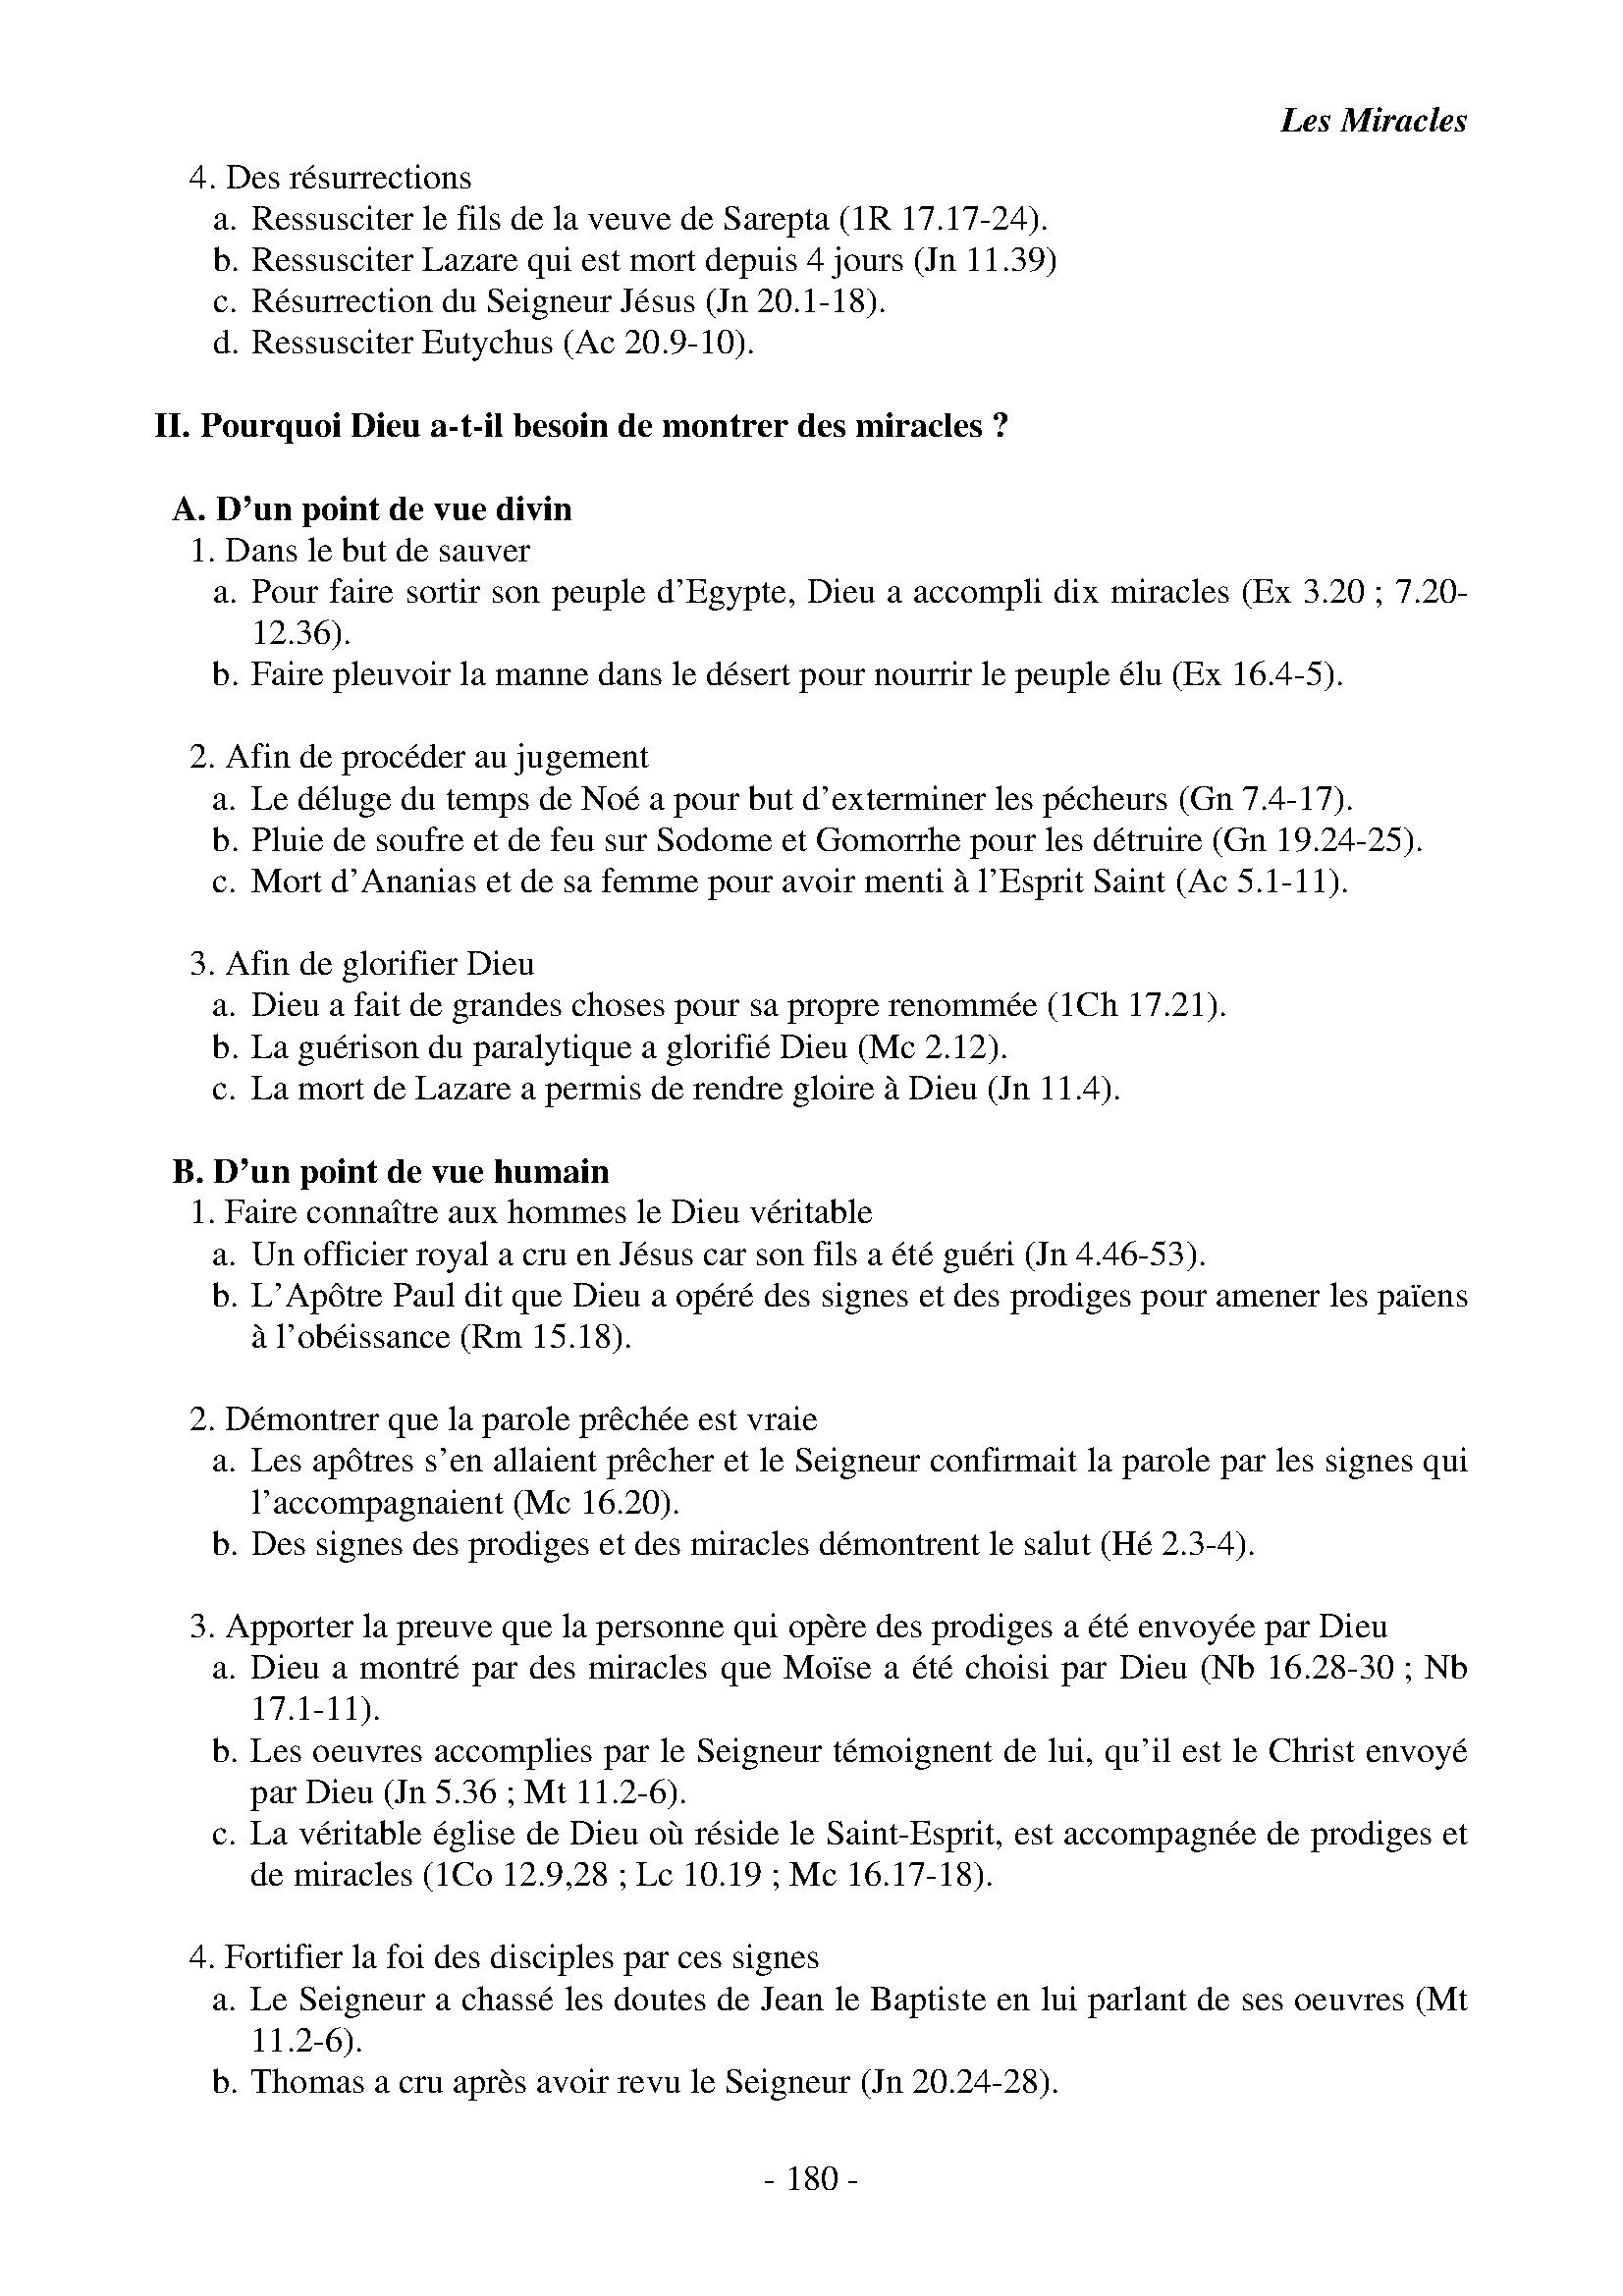 Les Miracles
4. Des résurrections
a. Ressusciter le fils de la veuve de Sarepta (1R 17.17-24).
b. Ressusciter Lazare qui est mort depuis 4 jours (Jn 11.39)
c. Résurrection du Seigneur Jésus (Jn 20.1-18).
d. Ressusciter Eutychus (Ac 20.9-10).
II. Pourquoi Dieu a-t-il besoin de montrer des miracles ?
A. D’un point de vue divin
1. Dans le but de sauver
a. Pour faire sortir son peuple d’Egypte, Dieu a accompli dix miracles (Ex 3.20 ; 7.20-
12.36).
b. Faire pleuvoir la manne dans le désert pour nourrir le peuple élu (Ex 16.4-5).
2. Afin de procéder au jugement
a. Le déluge du temps de Noé a pour but d’exterminer les pécheurs (Gn 7.4-17).
b. Pluie de soufre et de feu sur Sodome et Gomorrhe pour les détruire (Gn 19.24-25).
c. Mort d’Ananias et de sa femme pour avoir menti à l’Esprit Saint (Ac 5.1-11).
3. Afin de glorifier Dieu
a. Dieu a fait de grandes choses pour sa propre renommée (1Ch 17.21).
b. La guérison du paralytique a glorifié Dieu (Mc 2.12).
c. La mort de Lazare a permis de rendre gloire à Dieu (Jn 11.4).
B. D’un point de vue humain
1. Faire connaître aux hommes le Dieu véritable
a. Un officier royal a cru en Jésus car son fils a été guéri (Jn 4.46-53).
b. L’Apôtre Paul dit que Dieu a opéré des signes et des prodiges pour amener les païens
à l’obéissance (Rm 15.18).
2. Démontrer que la parole prêchée est vraie
a. Les apôtres s’en allaient prêcher et le Seigneur confirmait la parole par les signes qui
l’accompagnaient (Mc 16.20).
b. Des signes des prodiges et des miracles démontrent le salut (Hé 2.3-4).
3. Apporter la preuve que la personne qui opère des prodiges a été envoyée par Dieu
a. Dieu a montré par des miracles que Moïse a été choisi par Dieu (Nb 16.28-30 ; Nb
17.1-11).
b. Les oeuvres accomplies par le Seigneur témoignent de lui, qu’il est le Christ envoyé
par Dieu (Jn 5.36 ; Mt 11.2-6).
c. La véritable église de Dieu où réside le Saint-Esprit, est accompagnée de prodiges et
de miracles (1Co 12.9,28 ; Lc 10.19 ; Mc 16.17-18).
4. Fortifier la foi des disciples par ces signes
a. Le Seigneur a chassé les doutes de Jean le Baptiste en lui parlant de ses oeuvres (Mt
11.2-6).
b. Thomas a cru après avoir revu le Seigneur (Jn 20.24-28).
- 180 -